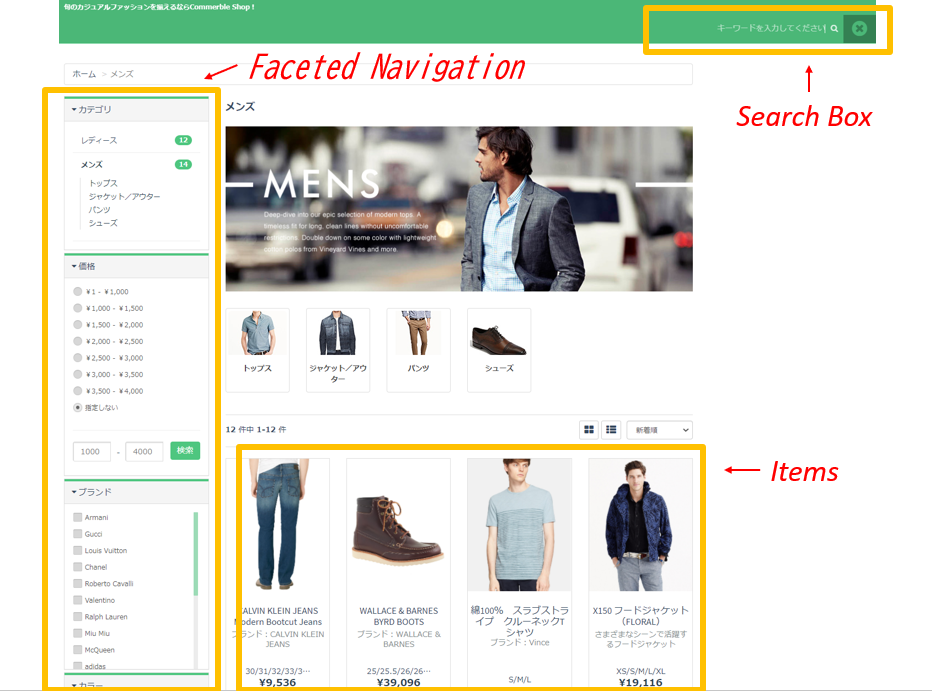 旬のカジュアルファッションを揃えるならCommerble Shop！
キーワードを入力してください
Search Box
Faceted Navigation
ホーム > メンズ
カテゴリ
レディース 12
メンズ 14
トップス
ジャケット／アウター
パンツ
シューズ
価格
¥1 - ¥1,000
¥1,000 - ¥1,500
¥1,500 - ¥2,000
¥2,000 - ¥2,500
¥2,500 - ¥3,000
¥3,000 - ¥3,500
¥3,500 - ¥4,000
指定しない
1000 - 4000 検索
ブランド
Armani
Gucci
Louis Vuitton
Chanel
Roberto Cavalli
Valentino
Ralph Lauren
Miu Miu
McQueen
adidas
カラー
メンズ
MENS
Deep-dive into our epic selection of modern tops. A
timeless fit for long, clean lines without uncomfortable
restrictions. Double down on some color with lightweight
cotton polos from Vineyard Vines and more.
トップス
ジャケット／アウ
ター
パンツ
シューズ
12 件中 1-12 件
新着順
Items
CALVIN KLEIN JEANS
Modern Bootcut Jeans
ブランド：CALVIN KLEIN
JEANS
30/31/32/33/3…
¥9,536
WALLACE & BARNES
BYRD BOOTS
ブランド：WALLACE &
BARNES
25/25.5/26/26…
¥39,096
綿100%　スラブストラ
イプ　クルーネックT
シャツ
ブランド：Vince
S/M/L
X150 フードジャケット
（FLORAL）
さまざまなシーンで活躍す
るフードジャケット
XS/S/M/L/XL
¥19,116